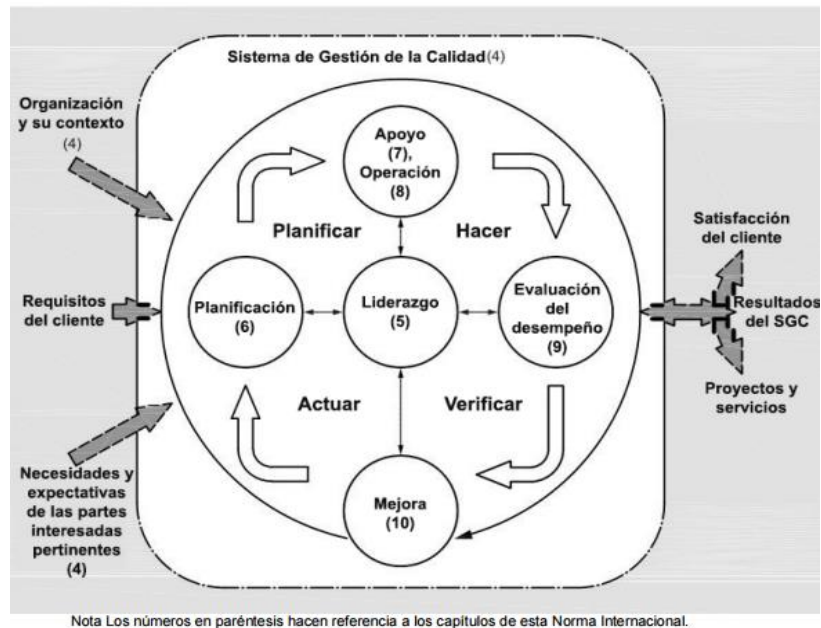 Sistema de Gestión de la Calidad(4)
Organización
y su contexto
(4)
Apoyo
(7),
Operación
(8)
Planificar
Hacer
Satisfacción
del cliente
Requisitos
del cliente
Planificación
(6)
Liderazgo
(5)
Evaluación
del
desempeño
(9)
Resultados
del SGC
Actuar
Verificar
Proyectos y
servicios
Necesidades y
expectativas
de las partes
interesadas
pertinentes
(4)
Mejora
(10)
Nota Los números en paréntesis hacen referencia a los capítulos de esta Norma Internacional.